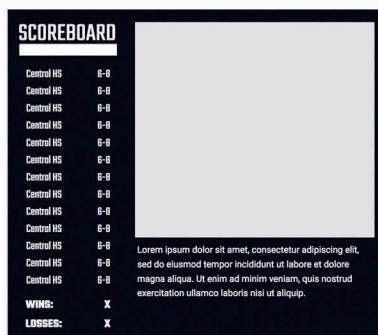 SCOREBOARD
Central HS 6-0
Central HS 6-0
Central HS 6-0
Central HS 6-0
Central HS 6-0
Central HS 6-0
Central HS 6-0
Central HS 6-0
Central HS 6-0
Central HS 6-0
Central HS 6-0
Central HS 6-0
Central HS 6-0
WINS: X
LOSSES: X
Lorem ipsum dolor sit amet, consectetur adipiscing elit,
sed do eiusmod tempor incididunt ut labore et dolore
magna aliqua. Ut enim ad minim veniam, quis nostrud
exercitation ullamco laboris nisi ut aliquip.